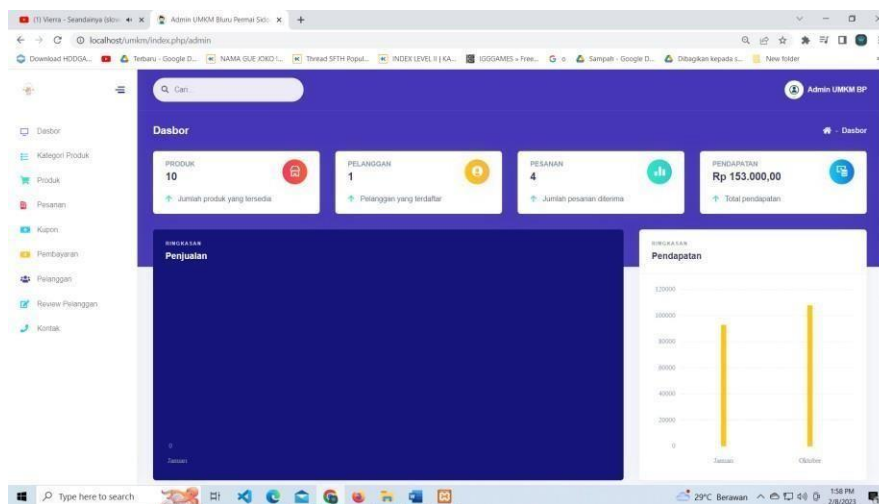 (1) Vierra - Seandainya (slow
Admin UMKM Bluru Permai Sido
localhost/umkm/index.php/admin
Download HDDGA...
Terbaru - Google D...
NAMA GUE JOKO !...
Thread SFTH Popul...
INDEX LEVEL II | KA...
IGGGAMES » Free...
G o
Sampah - Google D...
Dibagikan kepada s...
New folder
Cari...
Admin UMKM BP
Dasbor
Kategori Produk
Produk
Pesanan
Kupon
Pembayaran
Pelanggan
Review Pelanggan
Kontak
Dasbor
- Dasbor
PRODUK
10
Jumlah produk yang tersedia
PELANGGAN
1
Pelanggan yang terdaftar
PESANAN
4
Jumlah pesanan diterima
PENDAPATAN
Rp 153.000,00
Total pendapatan
RINGKASAN
Penjualan
0
Januari
RINGKASAN
Pendapatan
120000
100000
80000
60000
40000
20000
0
Januari
Oktober
Type here to search
29°C Berawan
1:58 PM
2/8/2023